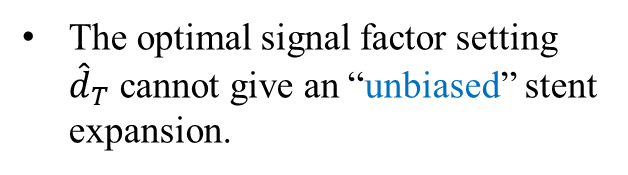 • The optimal signal factor setting
d̂_T cannot give an “unbiased” stent
expansion.